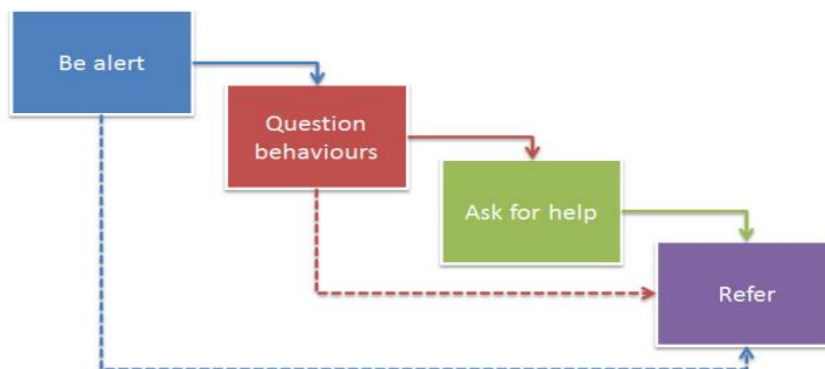 Be alert
Question
behaviours
Ask for help
Refer